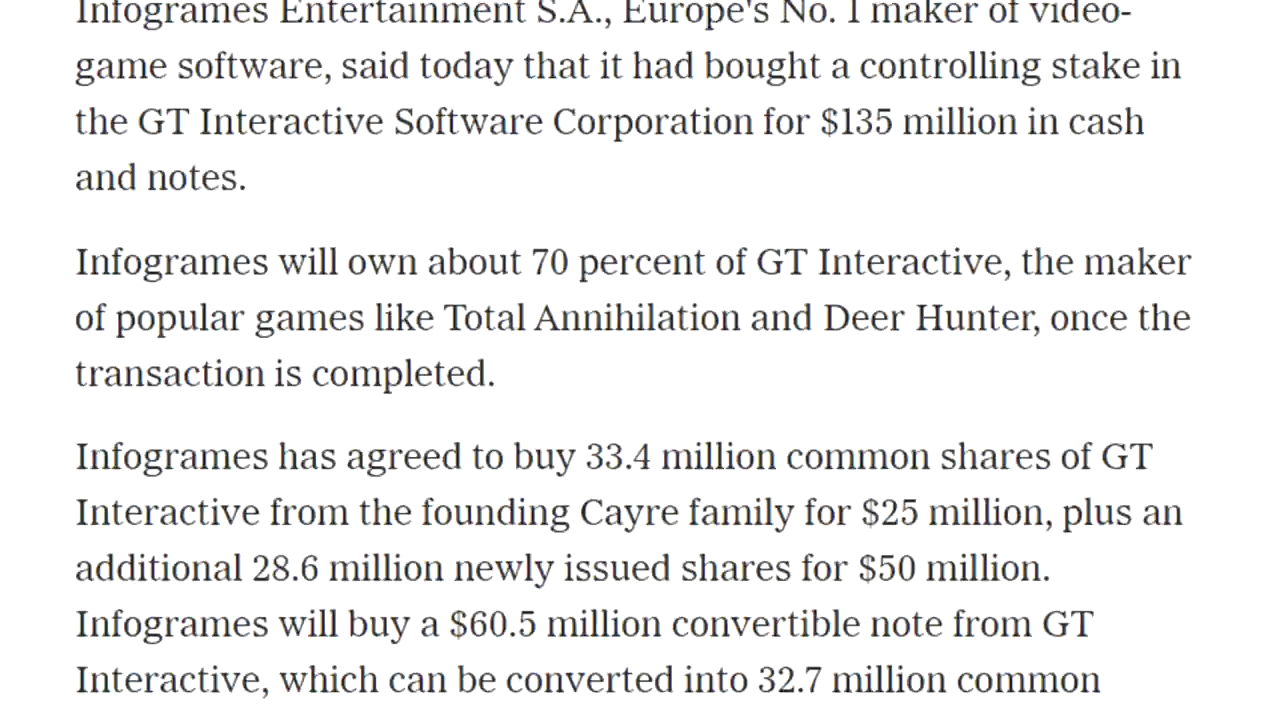 Infogrames Entertainment S.A., Europe's No. 1 maker of video-
game software, said today that it had bought a controlling stake in
the GT Interactive Software Corporation for $135 million in cash
and notes.
Infogrames will own about 70 percent of GT Interactive, the maker
of popular games like Total Annihilation and Deer Hunter, once the
transaction is completed.
Infogrames has agreed to buy 33.4 million common shares of GT
Interactive from the founding Cayre family for $25 million, plus an
additional 28.6 million newly issued shares for $50 million.
Infogrames will buy a $60.5 million convertible note from GT
Interactive, which can be converted into 32.7 million common